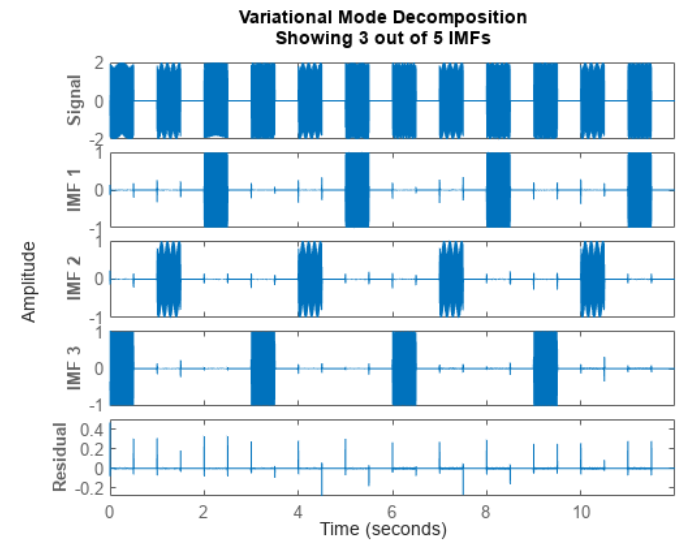 Variational Mode Decomposition
Showing 3 out of 5 IMFs
Amplitude
Signal
2
0
-2
IMF 1
1
0
-1
IMF 2
1
0
-1
IMF 3
1
0
-1
Residual
0.4
0.2
0
-0.2
0 2 4 6 8 10
Time (seconds)